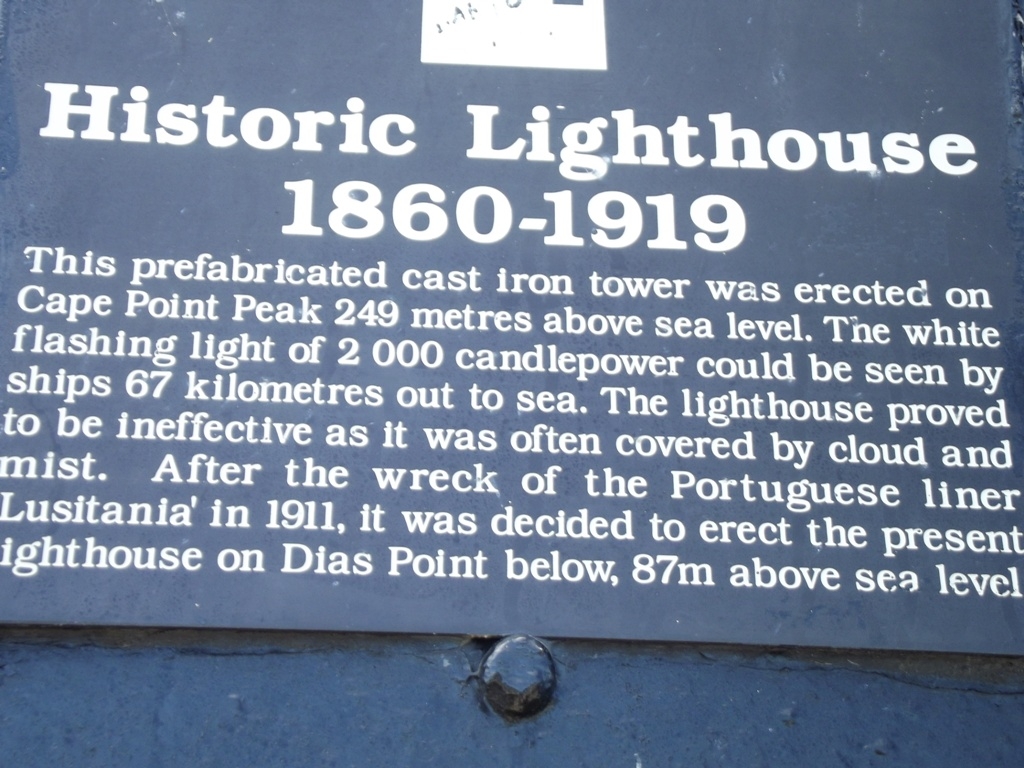 Historic Lighthouse
1860-1919
This prefabricated cast iron tower was erected on
Cape Point Peak 249 metres above sea level. The white
flashing light of 2 000 candlepower could be seen by
ships 67 kilometres out to sea. The lighthouse proved
to be ineffective as it was often covered by cloud and
mist. After the wreck of the Portuguese liner
Lusitania' in 1911, it was decided to erect the present
ighthouse on Dias Point below, 87m above sea level